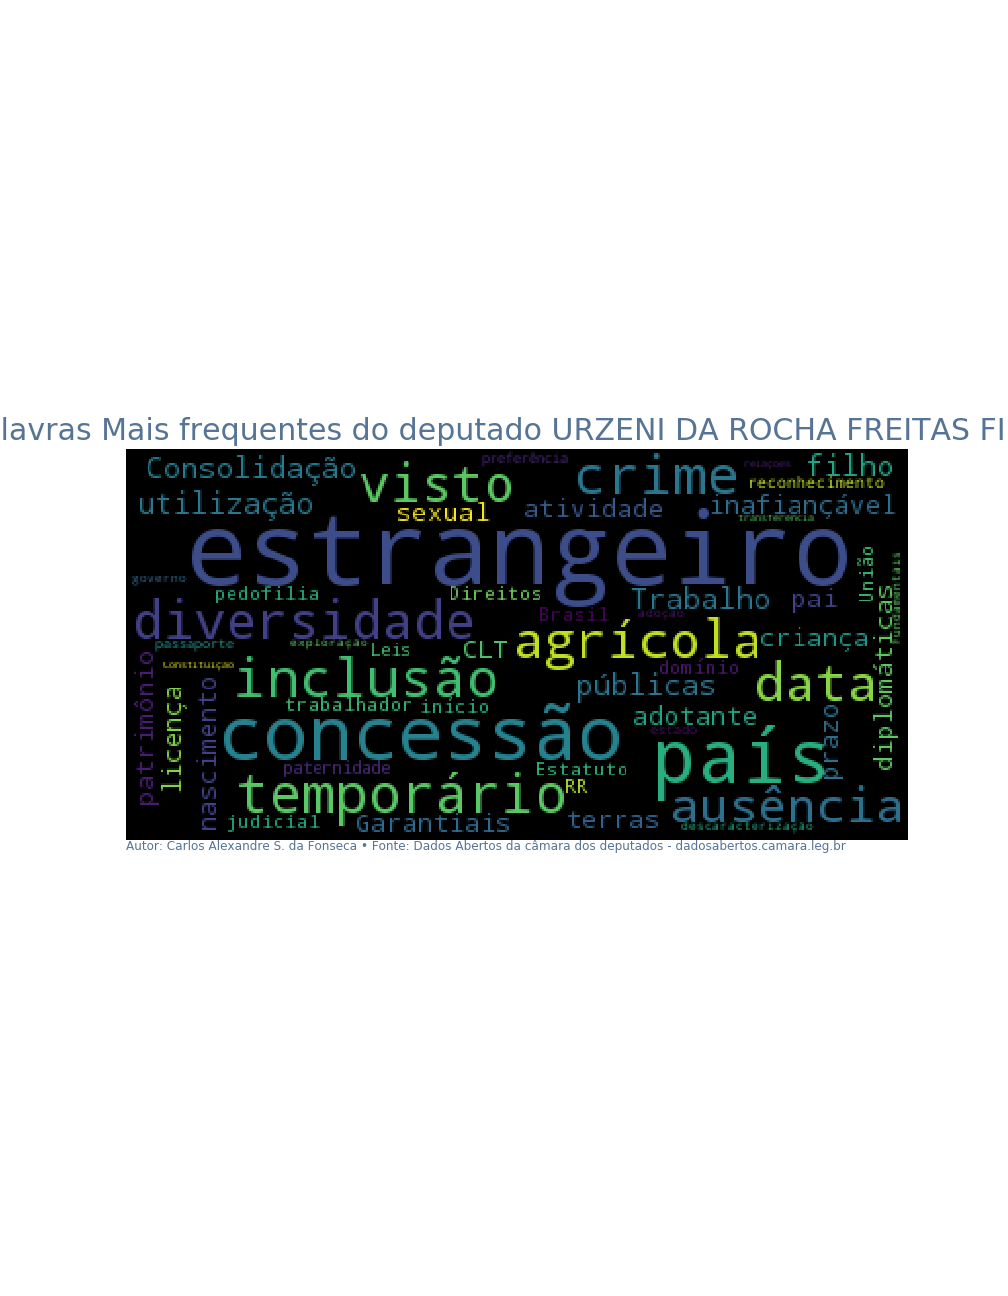 lavras Mais frequentes do deputado URZENI DA ROCHA FREITAS FI
Consolidação
visto
preferência
crime
relações
filho
reconhecimento
utilização
sexual
atividade
inafiançável
transferência
estrangeiro
governo
pedofilia
Direitos
Trabalho
pai
União
fundamentais
diversidade
Brasil
adoção
passaporte
exploração
Leis
CLT
agrícola
criança
diplomáticas
Constituição
inclusão
domínio
públicas
data
patrimônio
licença
nascimento
trabalhador
início
adotante
prazo
concessão
estado
país
paternidade
Estatuto
RR
temporário
ausência
judicial
Garantiais
terras
descaracterização
Autor: Carlos Alexandre S. da Fonseca • Fonte: Dados Abertos da câmara dos deputados - dadosabertos.camara.leg.br